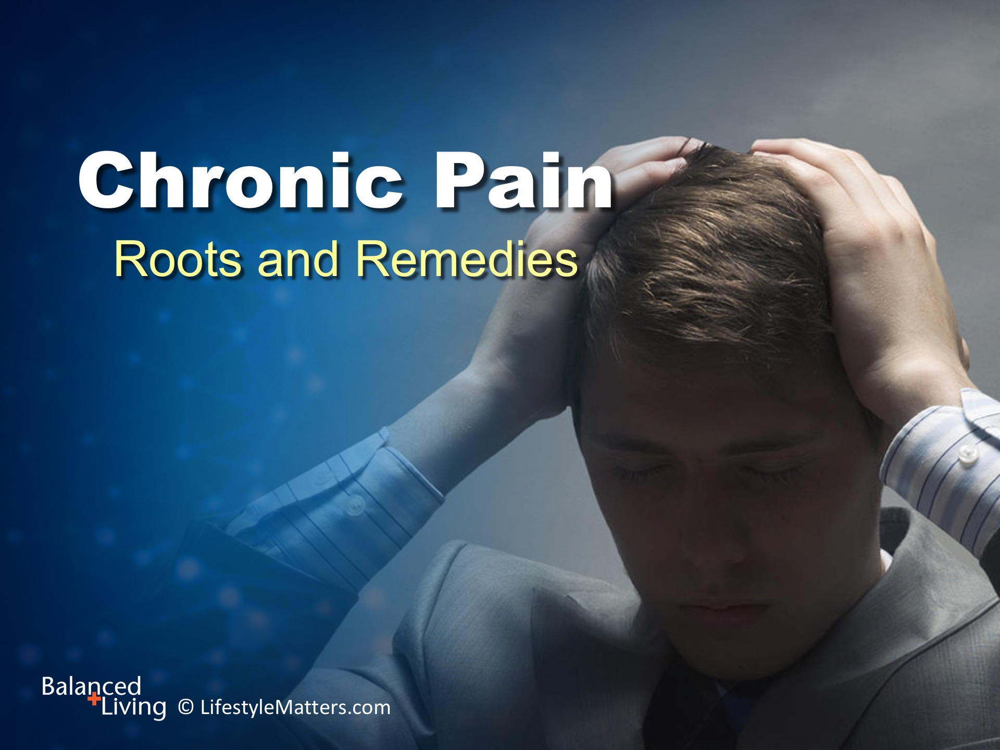 Chronic Pain
Roots and Remedies
Balanced
Living © LifestyleMatters.com